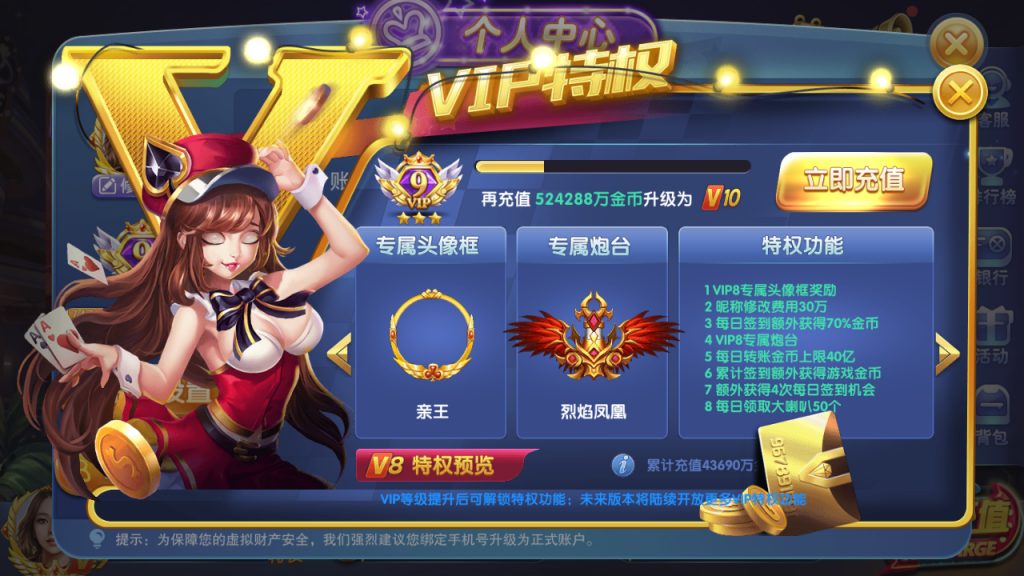 个人中心
VIP特权
9
VIP
再充值 524288万金币升级为 V10
立即充值
客服
账
排行榜
专属头像框
专属炮台
特权功能
银行
1 VIP8专属头像框奖励
2 昵称修改费用30万
3 每日签到额外获得70%金币
4 VIP8专属炮台
5 每日转账金币上限40亿
6 累计签到额外获得游戏金币
7 额外获得4次每日签到机会
8 每日领取大喇叭50个
活动
亲王
烈焰凤凰
背包
V8 特权预览
累计充值43690万
VIP等级提升后可解锁特权功能；未来版本将陆续开放更多VIP特权功能
提示：为保障您的虚拟财产安全，我们强烈建议您绑定手机号升级为正式账户。